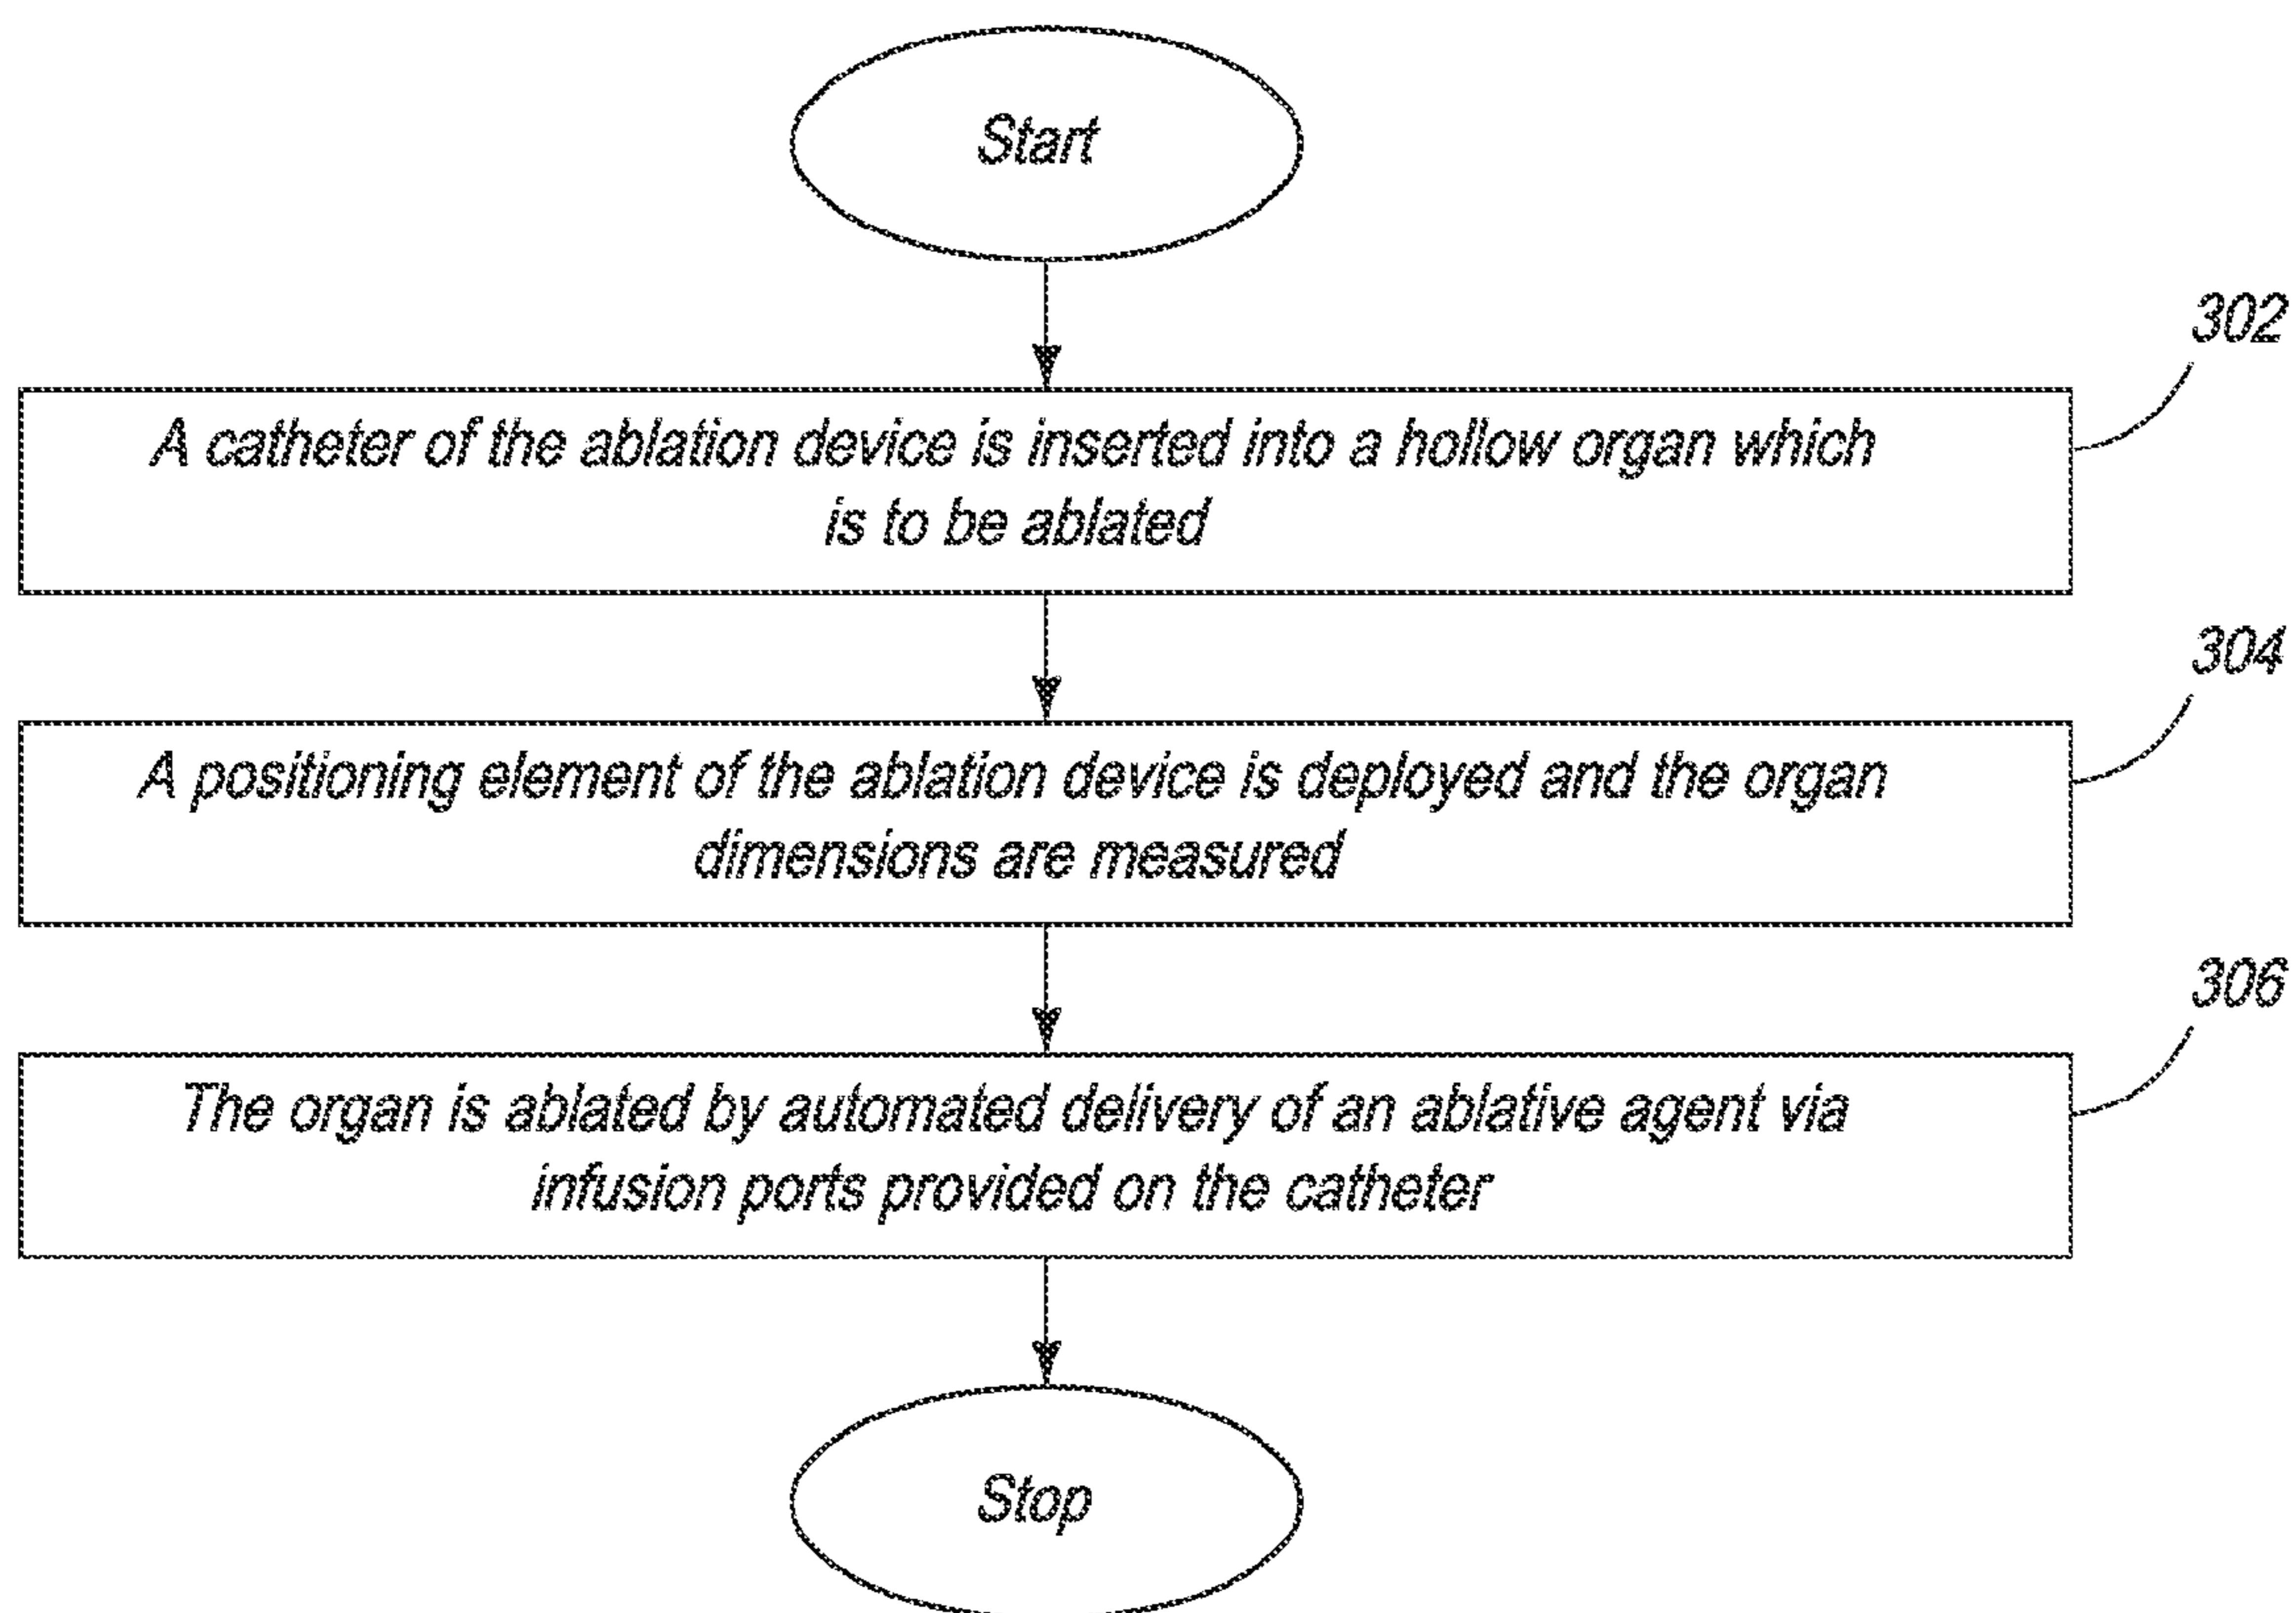 Start
302
A catheter of the ablation device is inserted into a hollow organ which
is to be ablated
304
A positioning element of the ablation device is deployed and the organ
dimensions are measured
306
The organ is ablated by automated delivery of an ablative agent via
infusion ports provided on the catheter
Stop